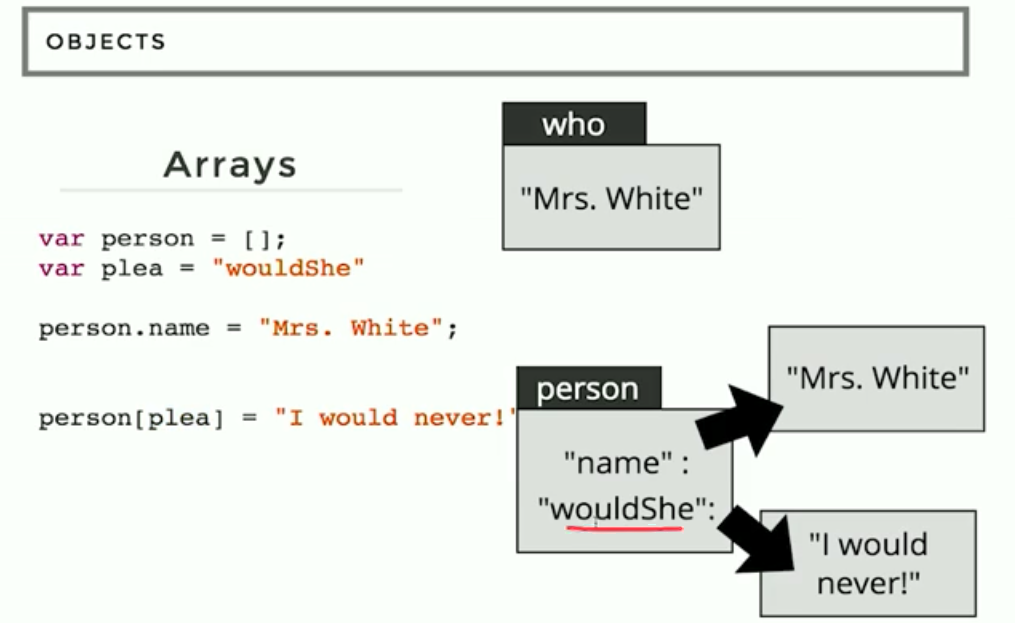 OBJECTS
Arrays
var person = [];
var plea = "wouldShe"
person.name = "Mrs. White";
person[plea] = "I would never!"
who
"Mrs. White"
person
"name" :
"wouldShe":
"Mrs. White"
"I would
never!"